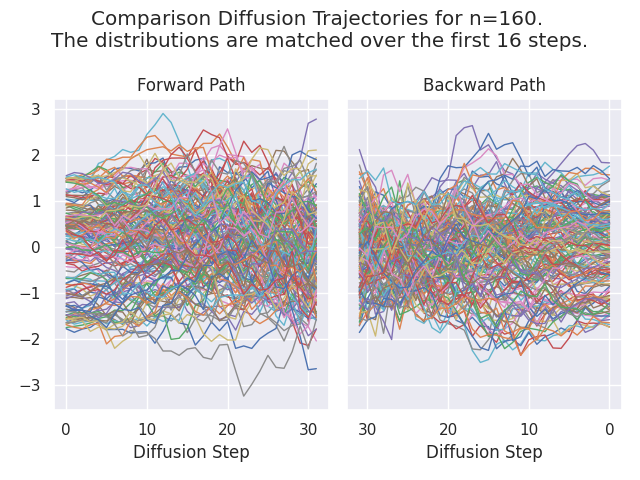 Comparison Diffusion Trajectories for n=160.
The distributions are matched over the first 16 steps.
Forward Path
Backward Path
3
2
1
0
−1
−2
−3
0 10 20 30
30 20 10 0
Diffusion Step
Diffusion Step